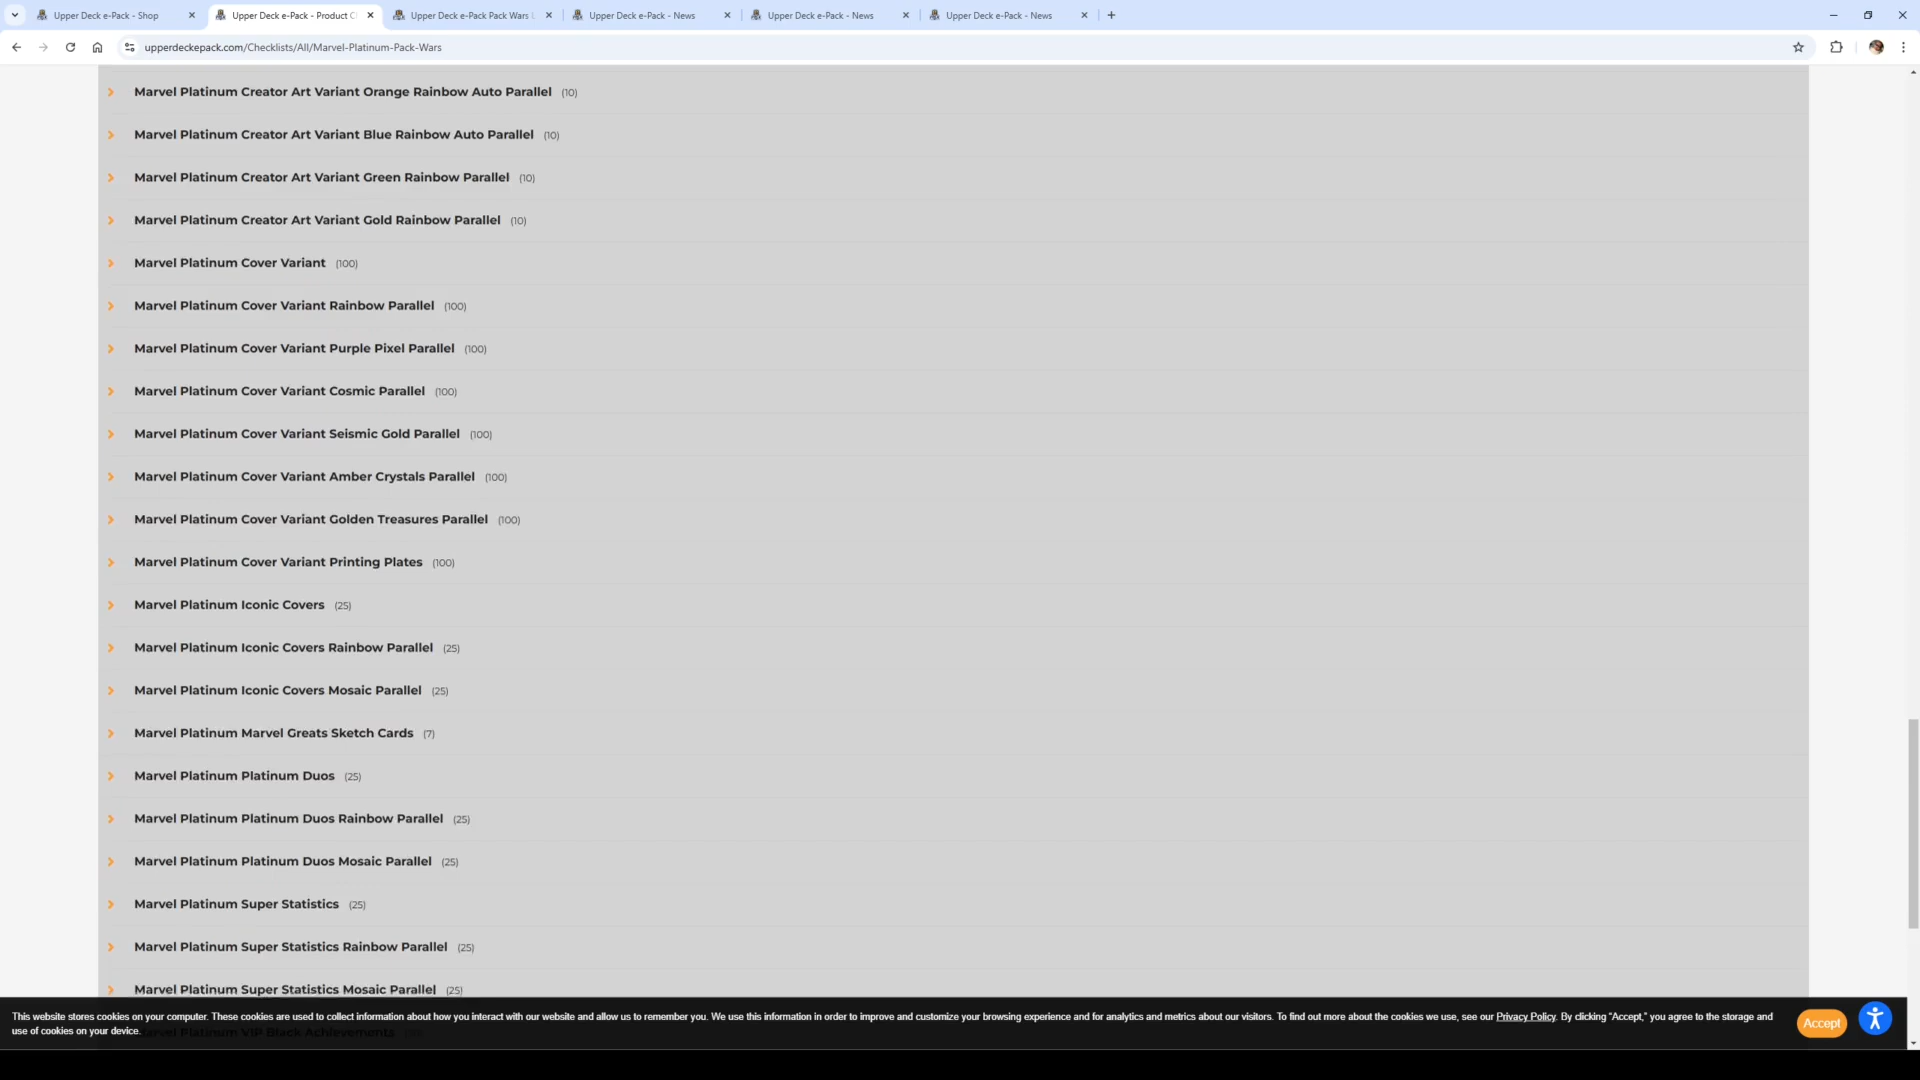 Upper Deck e-Pack - Shop
Upper Deck e-Pack - Product C
Upper Deck e-Pack Pack Wars L
Upper Deck e-Pack - News
Upper Deck e-Pack - News
Upper Deck e-Pack - News
upperdeckepack.com/Checklists/All/Marvel-Platinum-Pack-Wars
Marvel Platinum Creator Art Variant Orange Rainbow Auto Parallel (10)
Marvel Platinum Creator Art Variant Blue Rainbow Auto Parallel (10)
Marvel Platinum Creator Art Variant Green Rainbow Parallel (10)
Marvel Platinum Creator Art Variant Gold Rainbow Parallel (10)
Marvel Platinum Cover Variant (100)
Marvel Platinum Cover Variant Rainbow Parallel (100)
Marvel Platinum Cover Variant Purple Pixel Parallel (100)
Marvel Platinum Cover Variant Cosmic Parallel (100)
Marvel Platinum Cover Variant Seismic Gold Parallel (100)
Marvel Platinum Cover Variant Amber Crystals Parallel (100)
Marvel Platinum Cover Variant Golden Treasures Parallel (100)
Marvel Platinum Cover Variant Printing Plates (100)
Marvel Platinum Iconic Covers (25)
Marvel Platinum Iconic Covers Rainbow Parallel (25)
Marvel Platinum Iconic Covers Mosaic Parallel (25)
Marvel Platinum Marvel Greats Sketch Cards (7)
Marvel Platinum Platinum Duos (25)
Marvel Platinum Platinum Duos Rainbow Parallel (25)
Marvel Platinum Platinum Duos Mosaic Parallel (25)
Marvel Platinum Super Statistics (25)
Marvel Platinum Super Statistics Rainbow Parallel (25)
Marvel Platinum Super Statistics Mosaic Parallel (25)
This website stores cookies on your computer. These cookies are used to collect information about how you interact with our website and allow us to remember you. We use this information in order to improve and customize your browsing experience and for analytics and metrics about our visitors. To find out more about the cookies we use, see our Privacy Policy. By clicking "Accept," you agree to the storage and
use of cookies on your device.
Marvel Platinum VIP Black Achievements
Accept